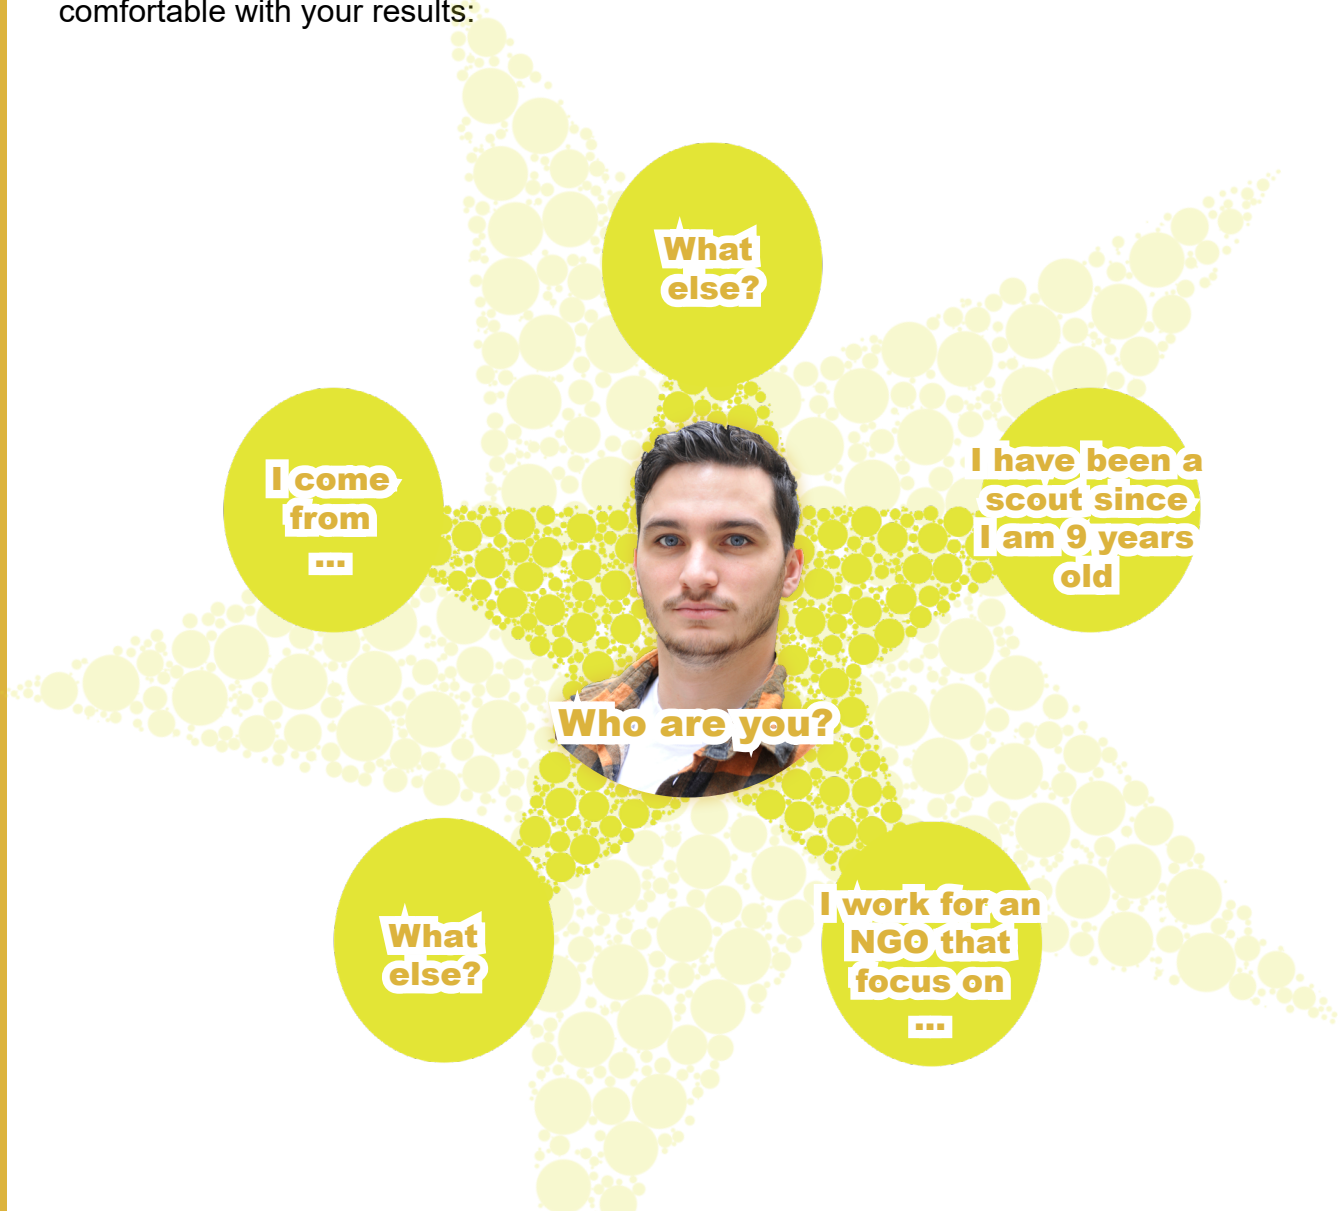 comfortable with your results:
What
else?
I come
from
...
I have been a
scout since
I am 9 years
old
Who are you?
What
else?
I work for an
NGO that
focus on
...